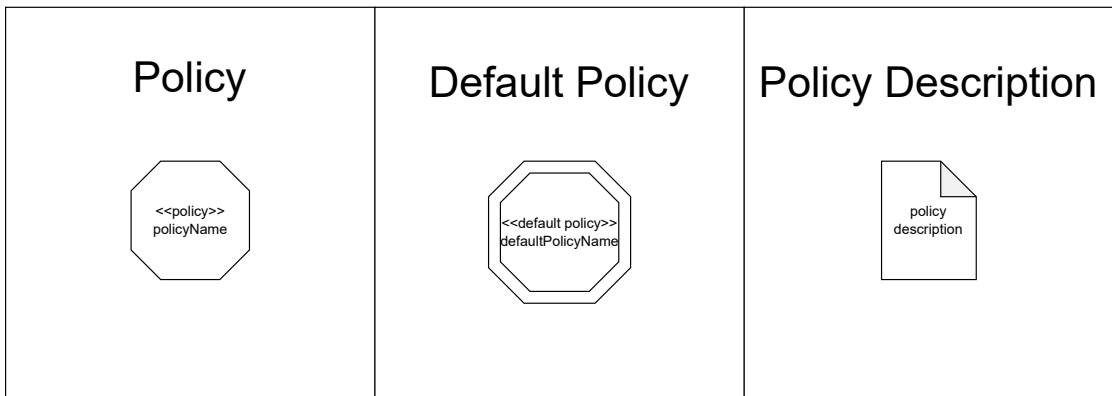 Policy
<<policy>>
policyName
Default Policy
<<default policy>>
defaultPolicyName
Policy Description
policy
description